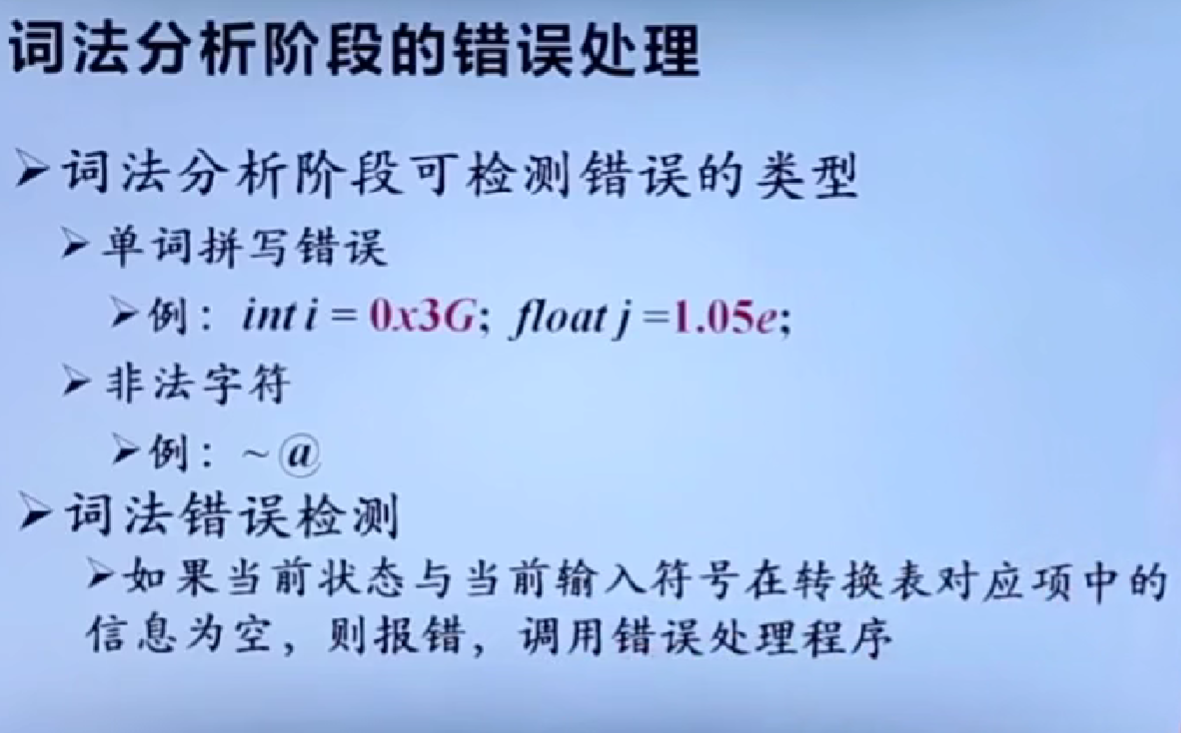 词法分析阶段的错误处理
➢词法分析阶段可检测错误的类型
➢单词拼写错误
➢例：int i = 0x3G; float j =1.05e;
➢非法字符
➢例：~ @
➢词法错误检测
➢如果当前状态与当前输入符号在转换表对应项中的
信息为空，则报错，调用错误处理程序